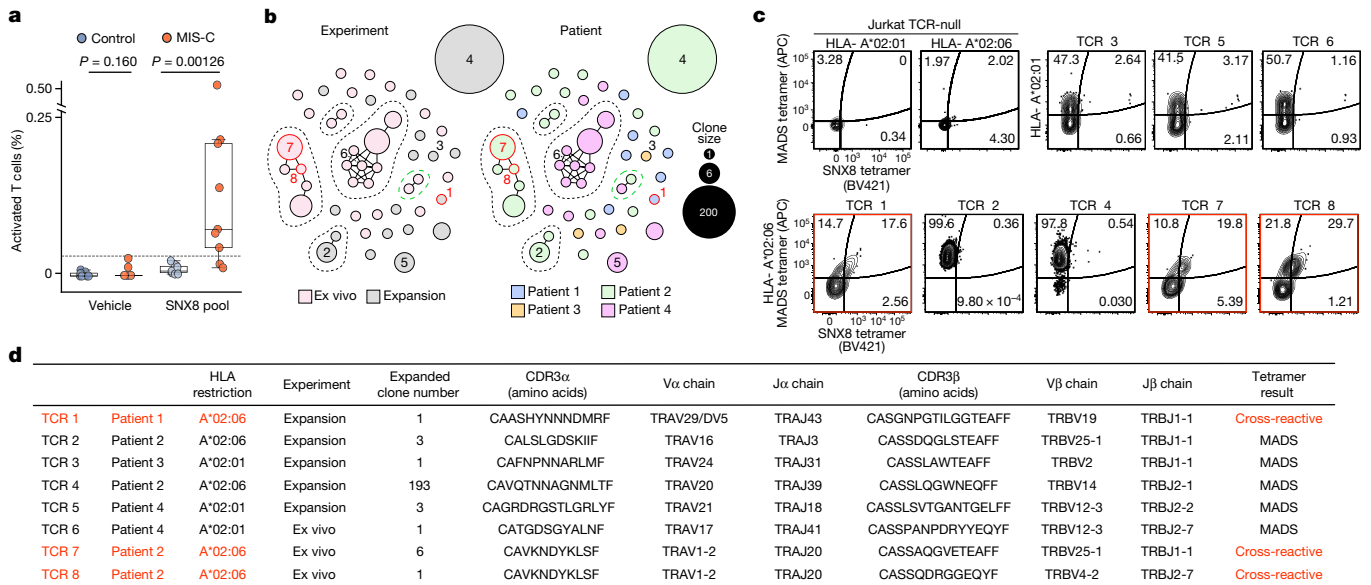 a
Control MIS-C
P = 0.160 P = 0.00126
0.50
0.25
0
Activated T cells (%)
Vehicle SNX8 pool
b
Experiment Patient
4 4
7 8 6 3 1 2 5
7 8 6 3 1 2 5
Clone size
1
6
200
Ex vivo Expansion
Patient 1 Patient 2
Patient 3 Patient 4
c
Jurkat TCR-null
HLA- A*02:01 HLA- A*02:06 TCR 3 TCR 5 TCR 6
MADS tetramer (APC)
10⁵
10⁴
10³
0
3.28 0
0.34
1.97 2.02
4.30
HLA- A*02:01
47.3 2.64
0.66
41.5 3.17
2.11
50.7 1.16
0.93
0 10³ 10⁴ 10⁵
SNX8 tetramer (BV421)
TCR 1 TCR 2 TCR 4 TCR 7 TCR 8
HLA- A*02:06
MADS tetramer (APC)
10⁵
10⁴
10³
0
14.7 17.6
2.56
99.6 0.36
9.80 × 10⁻⁴
97.8 0.54
0.030
10.8 19.8
5.39
21.8 29.7
1.21
0 10³ 10⁴ 10⁵
SNX8 tetramer (BV421)
d
HLA restriction Experiment Expanded clone number CDR3α (amino acids) Vα chain Jα chain CDR3β (amino acids) Vβ chain Jβ chain Tetramer result
TCR 1 Patient 1 A*02:06 Expansion 1 CAASHYNNNDMRF TRAV29/DV5 TRAJ43 CASGNPGTILGGTEAFF TRBV19 TRBJ1-1 Cross-reactive
TCR 2 Patient 2 A*02:06 Expansion 3 CALSLGDSKIIF TRAV16 TRAJ3 CASSDQGLSTEAFF TRBV25-1 TRBJ1-1 MADS
TCR 3 Patient 3 A*02:01 Expansion 1 CAFNPNNARLMF TRAV24 TRAJ31 CASSLAWTEAFF TRBV2 TRBJ1-1 MADS
TCR 4 Patient 2 A*02:06 Expansion 193 CAVQTNNAGNMLTF TRAV20 TRAJ39 CASSLQGWNEQFF TRBV14 TRBJ2-1 MADS
TCR 5 Patient 4 A*02:01 Expansion 3 CAGRDRGSTLGRLYF TRAV21 TRAJ18 CASSLSVTGANTGELFF TRBV12-3 TRBJ2-2 MADS
TCR 6 Patient 4 A*02:01 Ex vivo 1 CATGDSGYALNF TRAV17 TRAJ41 CASSPANPDRYYEQYF TRBV12-3 TRBJ2-7 MADS
TCR 7 Patient 2 A*02:06 Ex vivo 6 CAVKNDYKLSF TRAV1-2 TRAJ20 CASSAQGVETEAFF TRBV25-1 TRBJ1-1 Cross-reactive
TCR 8 Patient 2 A*02:06 Ex vivo 1 CAVKNDYKLSF TRAV1-2 TRAJ20 CASSQDRGGEQYF TRBV4-2 TRBJ2-7 Cross-reactive